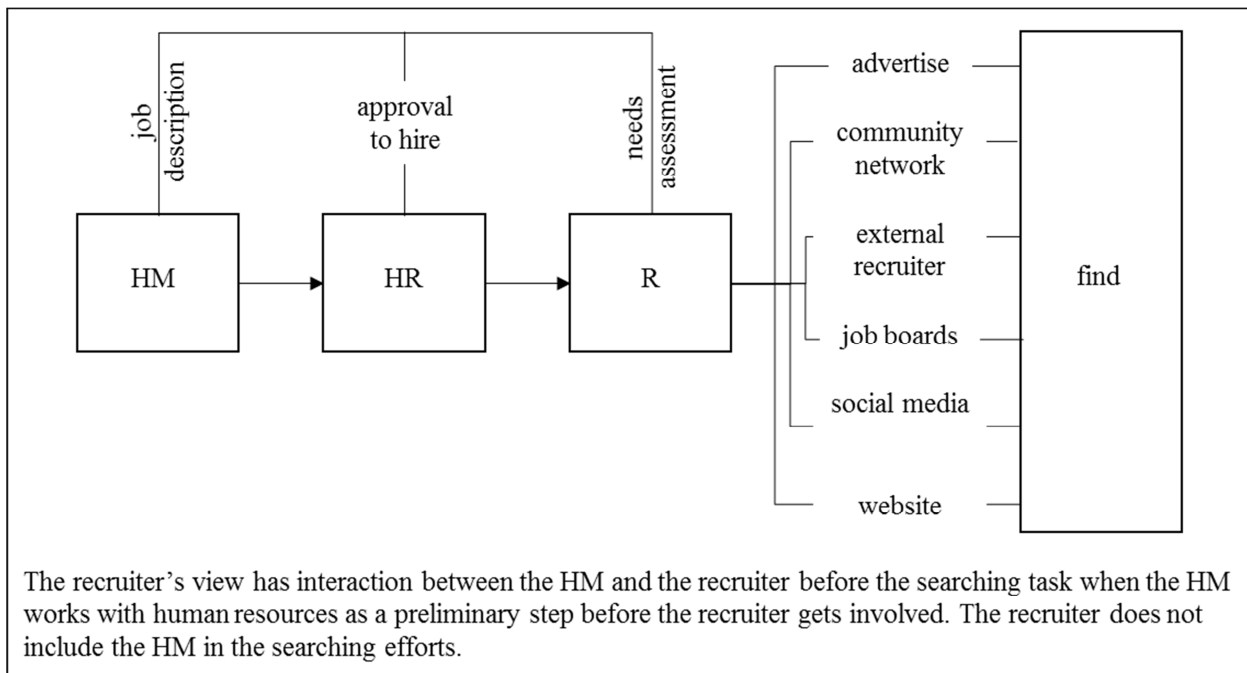 job
description
approval
to hire
needs
assessment
HM
HR
R
advertise
community
network
external
recruiter
job boards
social media
website
find
The recruiter’s view has interaction between the HM and the recruiter before the searching task when the HM
works with human resources as a preliminary step before the recruiter gets involved. The recruiter does not
include the HM in the searching efforts.